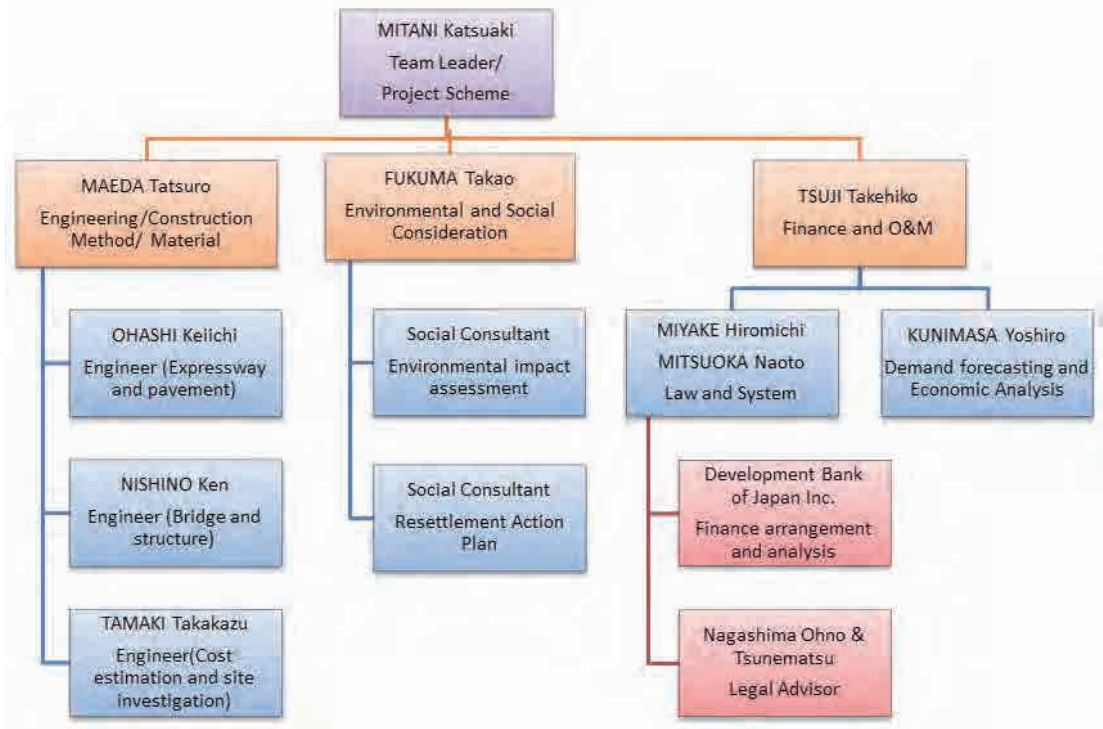 MITANI Katsuaki
Team Leader/
Project Scheme
MAEDA Tatsuro
Engineering/Construction
Method/ Material
FUKUMA Takao
Environmental and Social
Consideration
TSUJI Takehiko
Finance and O&M
OHASHI Keiichi
Engineer (Expressway
and pavement)
NISHINO Ken
Engineer (Bridge and
structure)
TAMAKI Takakazu
Engineer(Cost
estimation and site
investigation)
Social Consultant
Environmental impact
assessment
Social Consultant
Resettlement Action
Plan
MIYAKE Hiromichi
MITSUOKA Naoto
Law and System
KUNIMASA Yoshiro
Demand forecasting and
Economic Analysis
Development Bank
of Japan Inc.
Finance arrangement
and analysis
Nagashima Ohno &
Tsunematsu
Legal Advisor